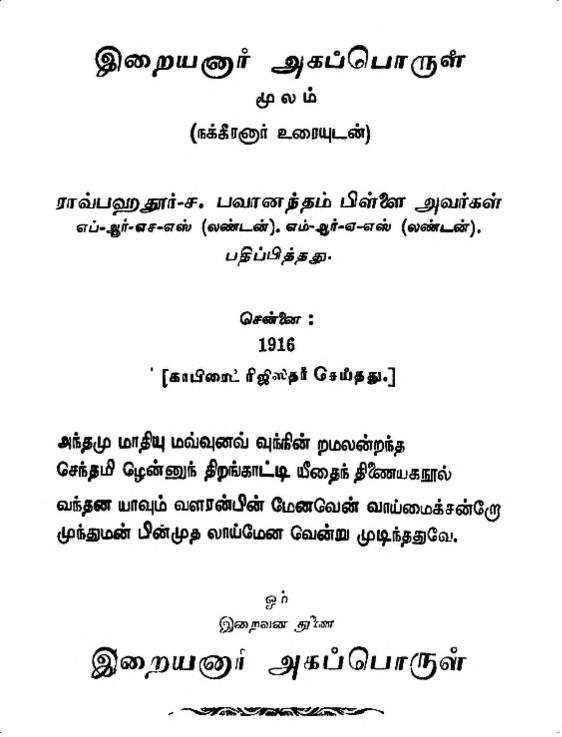 இறையனார் அகப்பொருள்
மூலம்
(நக்கீரனார் உரையுடன்)
ராவ்பஹதூர்-ச. பவானந்தம் பிள்ளை அவர்கள்
எப்-ஆர்-எச-எஸ் (லண்டன்). எம்-ஆர்-ஏ-எஸ் (லண்டன்).
பதிப்பித்தது.
சென்னை :
1916
[காபிரைட் ரிஜிஸ்தர் செய்தது.]
அந்தமு மாதியு மவ்வுனவ் வுந்நின் றமலன்றந்த
செந்தமி ழென்னுந் திறங்காட்டி யீதைந் திணையகநூல்
வந்தன யாவும் வளரன்பின் மேனவென் வாய்மைக்சன்றே
முந்துமன் பின்முத லாய்மேன வென்று முடிந்ததுவே.
ஓர்
இறைவன துணை
இறையனார் அகப்பொருள்